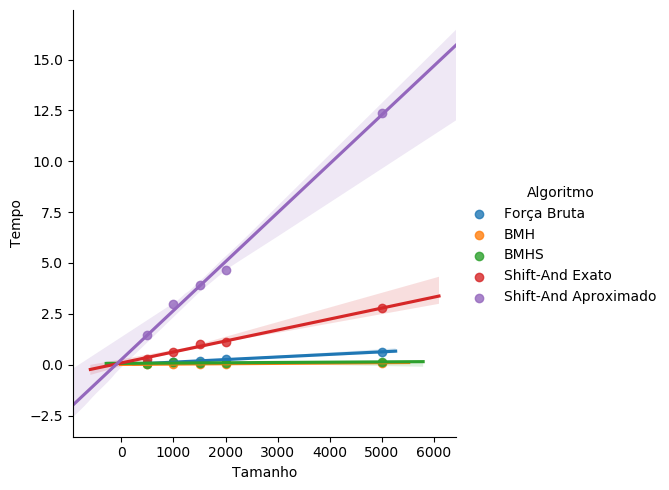 15.0
12.5
10.0
7.5
5.0
2.5
0.0
−2.5
Tempo
0 1000 2000 3000 4000 5000 6000
Tamanho
Algoritmo
Força Bruta
BMH
BMHS
Shift-And Exato
Shift-And Aproximado